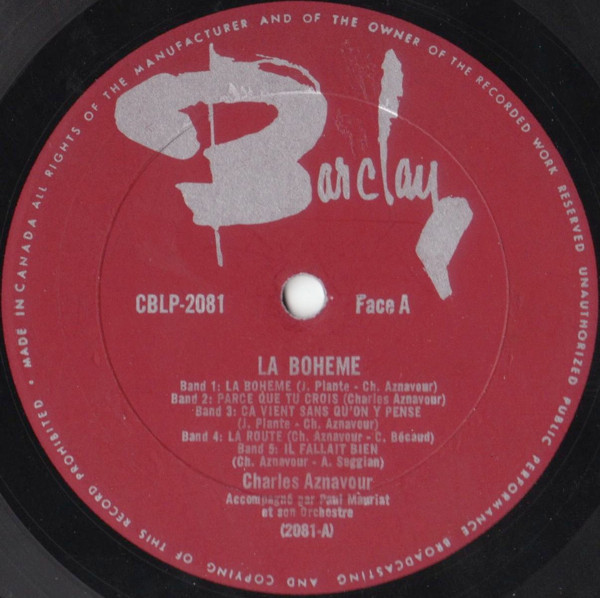 MADE IN CANADA ALL RIGHTS OF THE MANUFACTURER AND OF THE OWNER OF THE RECORDED WORK RESERVED UNAUTHORIZED PUBLIC PERFORMANCE BROADCASTING AND COPYING OF THIS RECORD PROHIBITED •
Barclay
CBLP-2081
Face A
LA BOHEME
Band 1: LA BOHEME (J. Plante - Ch. Aznavour)
Band 2: PARCE QUE TU CROIS (Charles Aznavour)
Band 3: CA VIENT SANS QU'ON Y PENSE
(J. Plante - Ch. Aznavour)
Band 4: LA ROUTE (Ch. Aznavour - C. Bécaud)
Band 5: IL FALLAIT BIEN
(Ch. Aznavour - A. Seggian)
Charles Aznavour
Accompagné par Paul Mauriat
et son Orchestre
(2081-A)